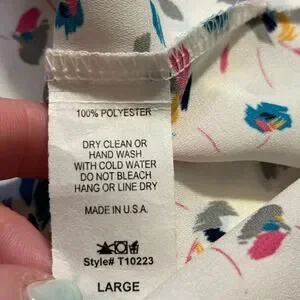 100% POLYESTER
DRY CLEAN OR
HAND WASH
WITH COLD WATER
DO NOT BLEACH
HANG OR LINE DRY
MADE IN U.S.A.
Style# T10223
LARGE